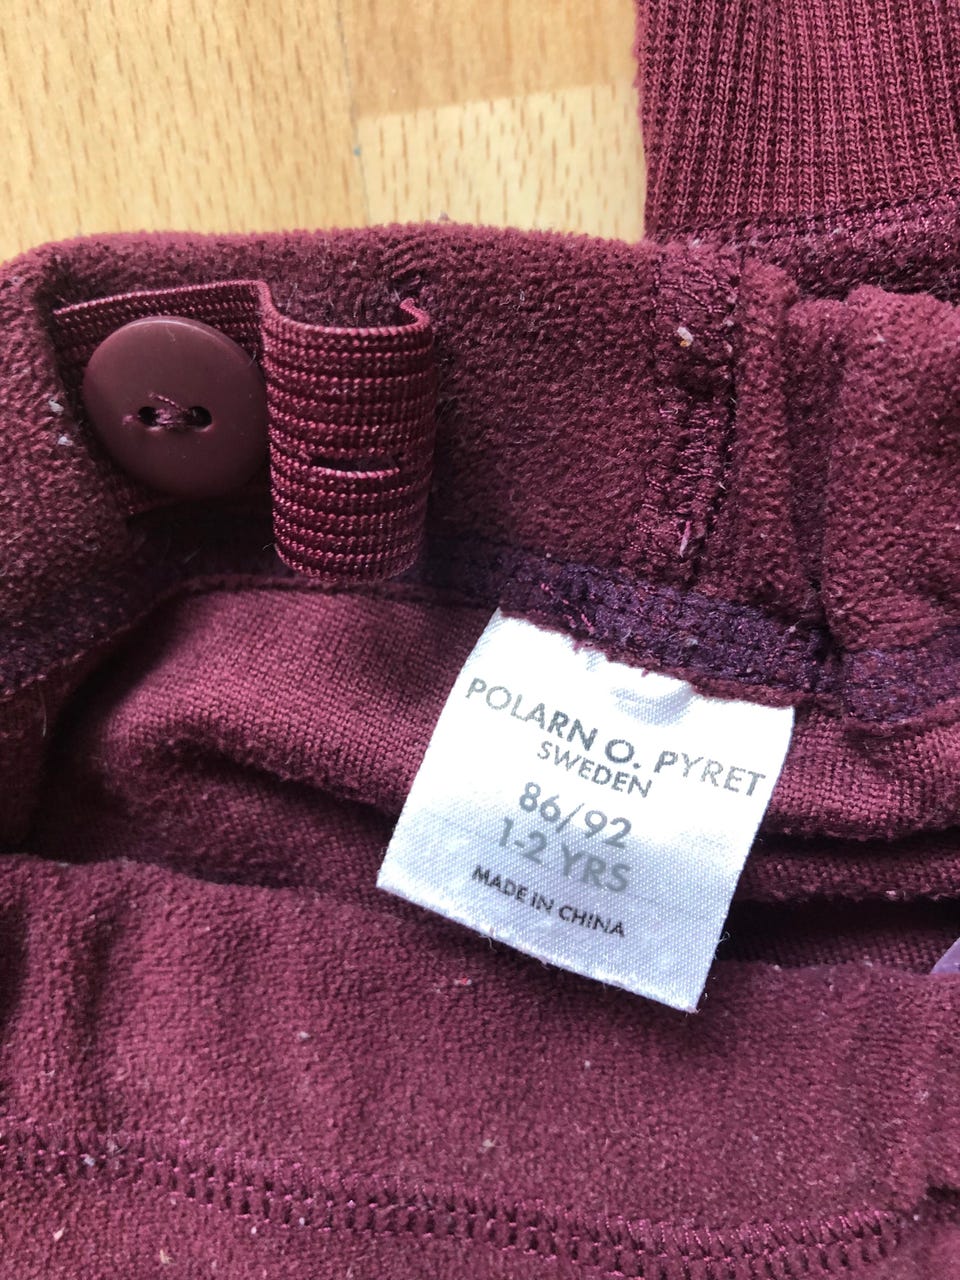 POLARN O. PYRET
SWEDEN
86/92
1-2 YRS
MADE IN CHINA